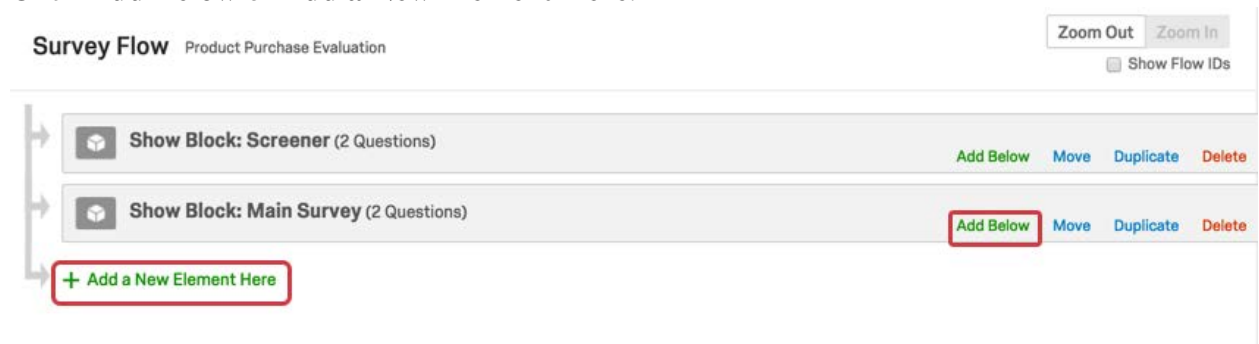 Survey Flow Product Purchase Evaluation
Zoom Out Zoom In
Show Flow IDs
Show Block: Screener (2 Questions)
Add Below Move Duplicate Delete
Show Block: Main Survey (2 Questions)
Add Below Move Duplicate Delete
+ Add a New Element Here